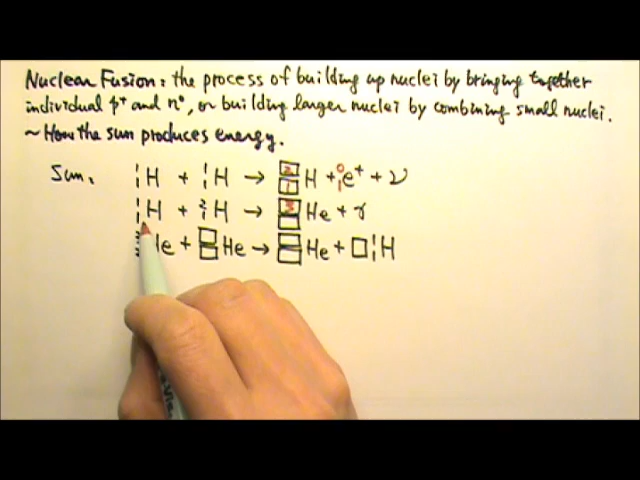 Nuclear Fusion: the process of building up nuclei by bringing together
individual p⁺ and n⁰, or building larger nuclei by combining small nuclei.
~ How the sun produces energy.
Sun. ¹₁H + ¹₁H → ²₁H + ⁰₁e⁺ + ν
¹₁H + ²₁H → ³□He + γ
³₂He + □□He → □□He + □¹₁H